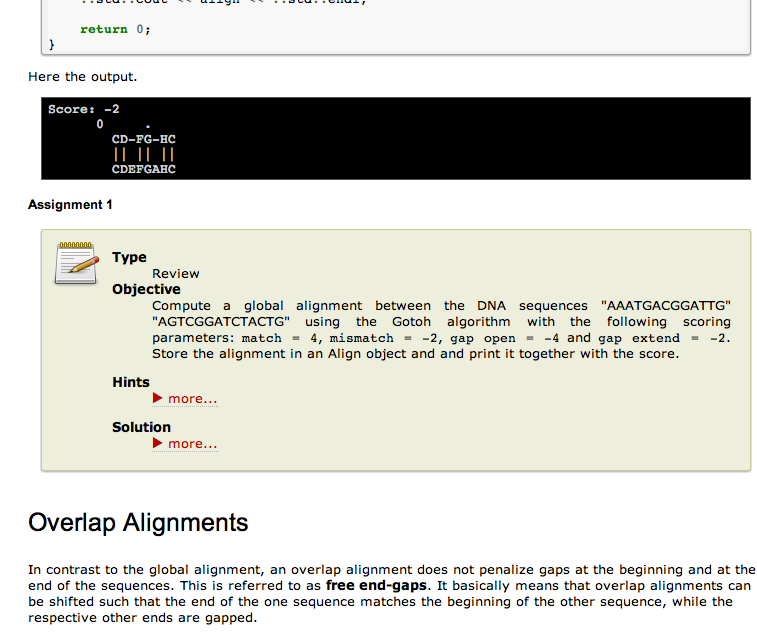 return 0;
}
Here the output.
Score: -2
0 .
CD-FG-HC
|| || ||
CDEFGAHC
Assignment 1
Type
Review
Objective
Compute a global alignment between the DNA sequences "AAATGACGGATTG"
"AGTCGGATCTACTG" using the Gotoh algorithm with the following scoring
parameters: match = 4, mismatch = -2, gap open = -4 and gap extend = -2.
Store the alignment in an Align object and and print it together with the score.
Hints
more...
Solution
more...
Overlap Alignments
In contrast to the global alignment, an overlap alignment does not penalize gaps at the beginning and at the
end of the sequences. This is referred to as free end-gaps. It basically means that overlap alignments can
be shifted such that the end of the one sequence matches the beginning of the other sequence, while the
respective other ends are gapped.